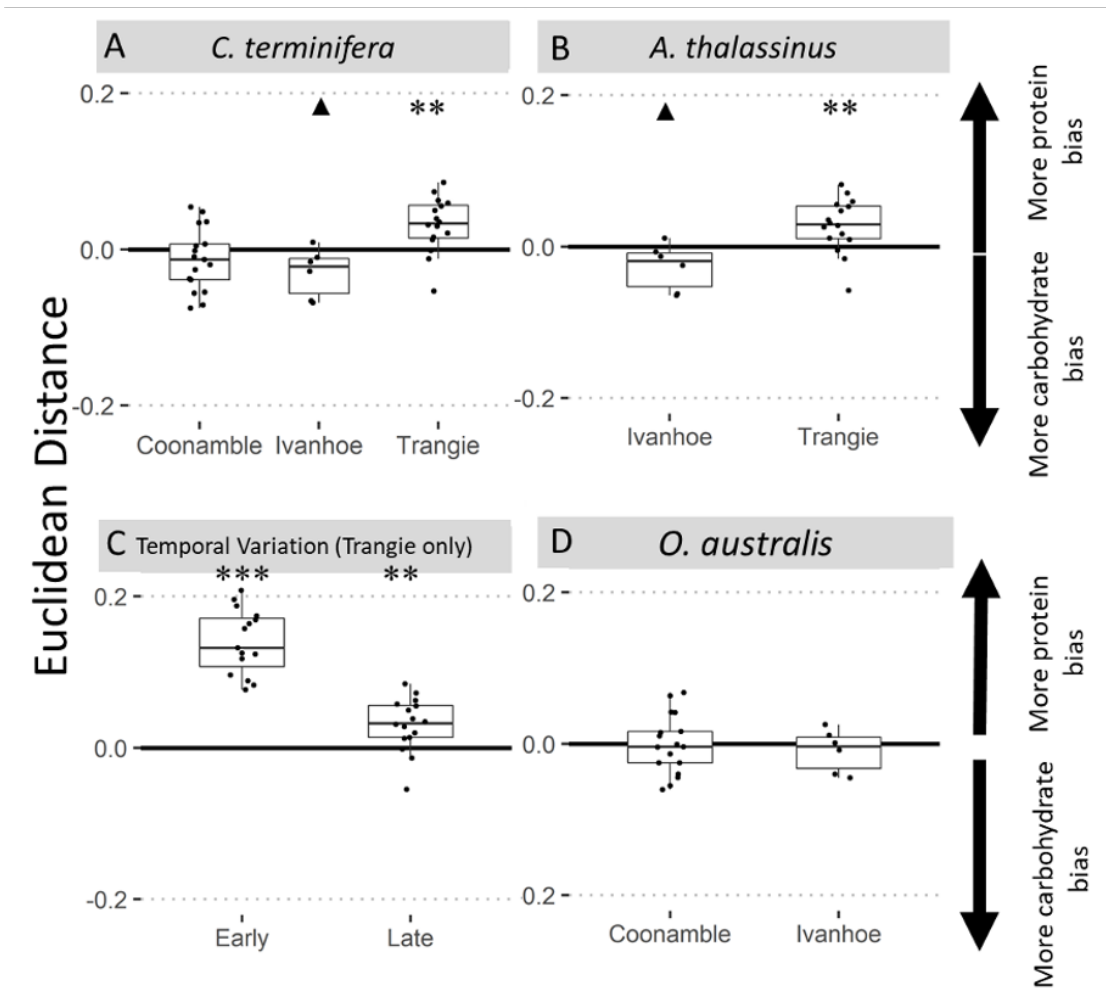 A C. terminifera
B A. thalassinus
0.2
▲ **
0.2
▲ **
0.0
0.0
-0.2
-0.2
Coonamble Ivanhoe Trangie
Ivanhoe Trangie
More protein
bias
More carbohydrate
bias
Euclidean Distance
C Temporal Variation (Trangie only)
D O. australis
*** **
0.2
0.2
0.0
0.0
-0.2
0.2
Early Late
Coonamble Ivanhoe
More protein
bias
More carbohydrate
bias